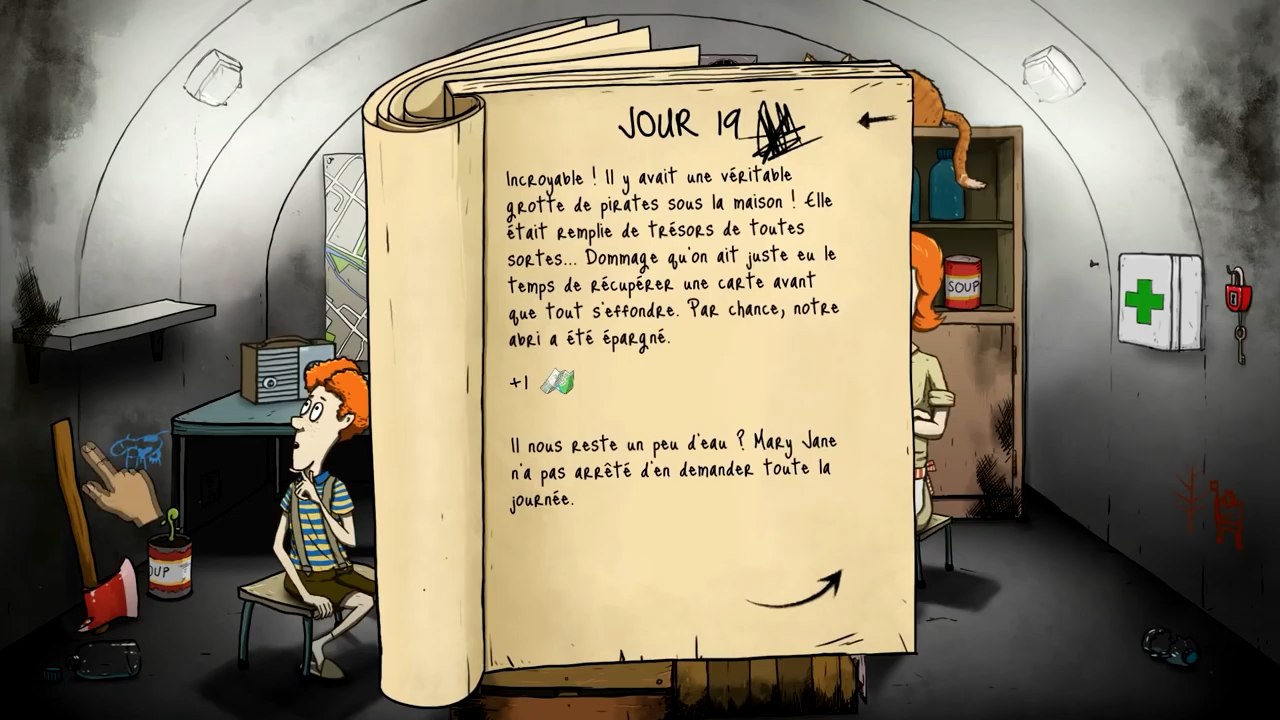 JOUR 19
Incroyable ! Il y avait une véritable
grotte de pirates sous la maison ! Elle
était remplie de trésors de toutes
sortes... Dommage qu'on ait juste eu le
temps de récupérer une carte avant
que tout s'effondre. Par chance, notre
abri a été épargné.
+1
Il nous reste un peu d'eau ? Mary Jane
n'a pas arrêté d'en demander toute la
journée.
SOUP
OUP